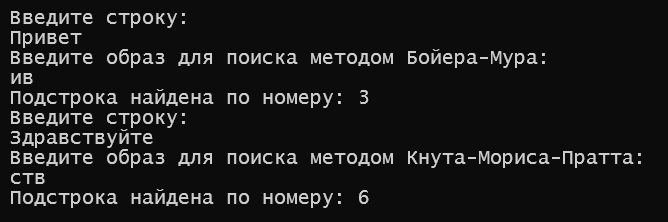 Введите строку:
Привет
Введите образ для поиска методом Бойера-Мура:
ив
Подстрока найдена по номеру: 3
Введите строку:
Здравствуйте
Введите образ для поиска методом Кнута-Мориса-Пратта:
ств
Подстрока найдена по номеру: 6